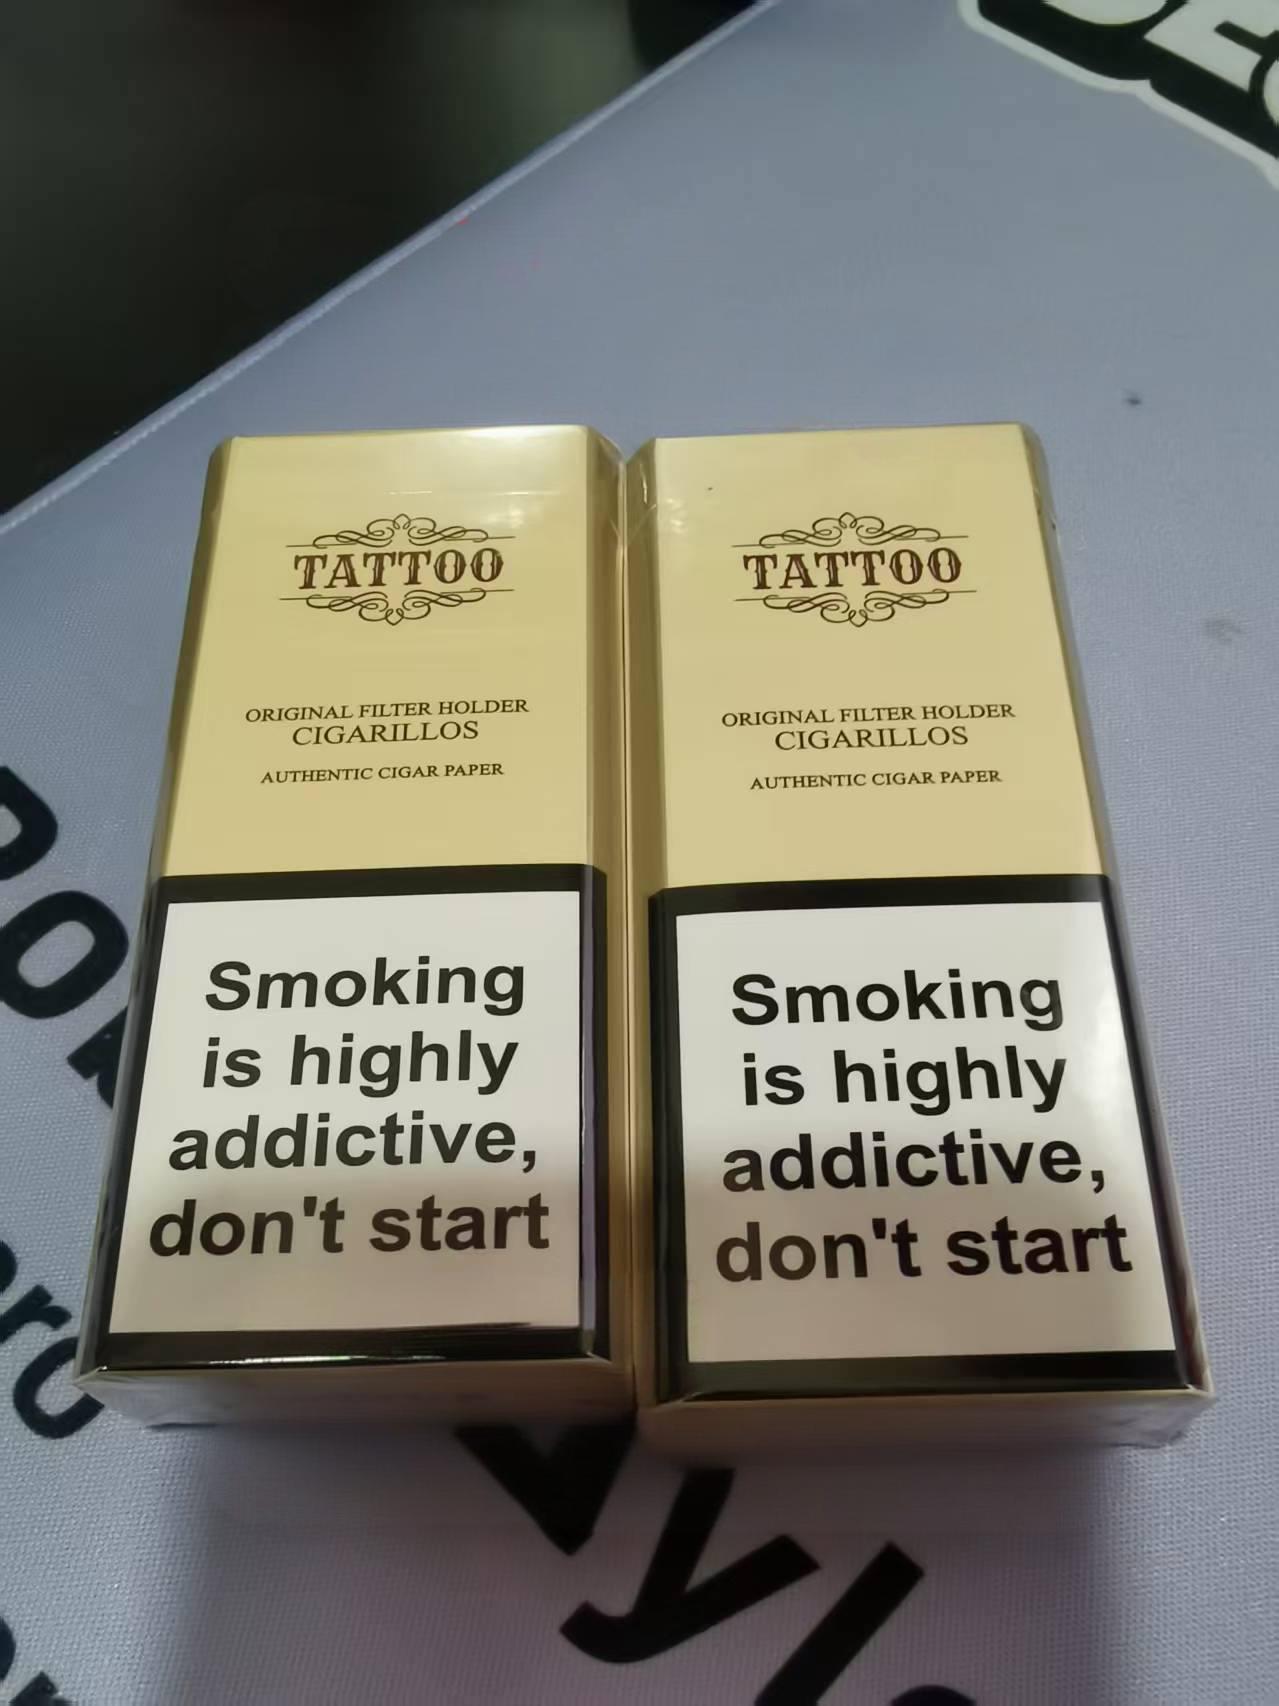 TATTOO
ORIGINAL FILTER HOLDER
CIGARILLOS
AUTHENTIC CIGAR PAPER
Smoking
is highly
addictive,
don't start
TATTOO
ORIGINAL FILTER HOLDER
CIGARILLOS
AUTHENTIC CIGAR PAPER
Smoking
is highly
addictive,
don't start